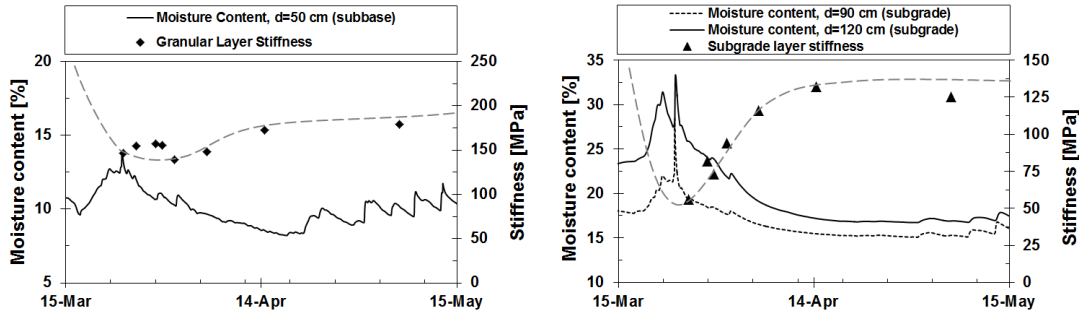 Moisture Content, d=50 cm (subbase)
Granular Layer Stiffness
Moisture Content [%]
20
15
10
5
250
200
150
100
50
0
Stiffness [MPa]
15-Mar
14-Apr
15-May
Moisture content, d=90 cm (subgrade)
Moisture content, d=120 cm (subgrade)
Subgrade layer stiffness
Moisture content [%]
35
30
25
20
15
10
150
125
100
75
50
25
0
Stiffness [MPa]
15-Mar
14-Apr
15-May